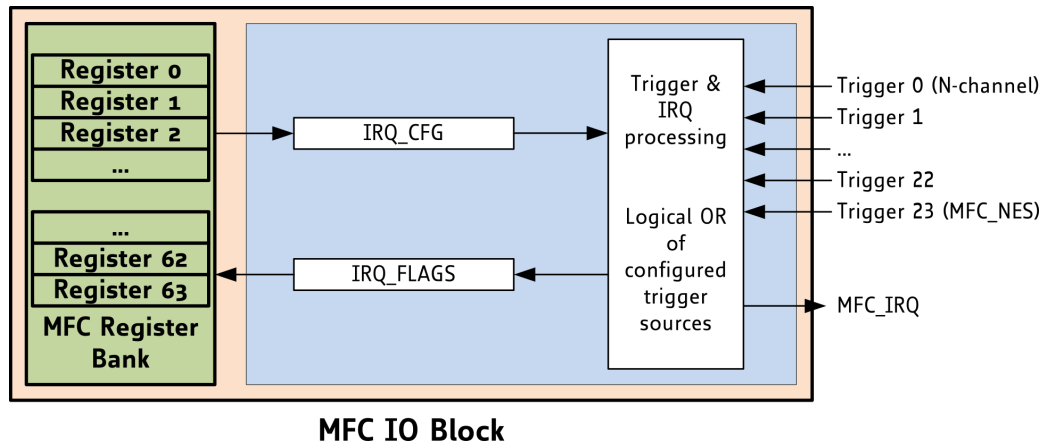 Register 0
Register 1
Register 2
...
...
Register 62
Register 63
MFC Register
Bank
IRQ_CFG
IRQ_FLAGS
Trigger &
IRQ
processing
Logical OR
of
configured
trigger
sources
Trigger 0 (N-channel)
Trigger 1
...
Trigger 22
Trigger 23 (MFC_NES)
MFC_IRQ
MFC IO Block